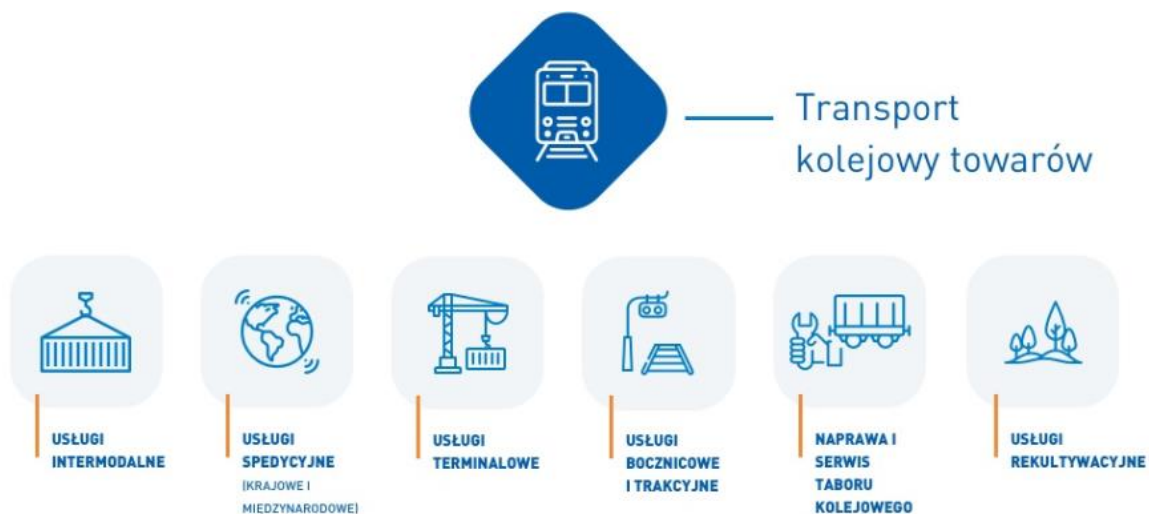 Transport
kolejowy towarów
USŁUGI
INTERMODALNE
USŁUGI
SPEDYCYJNE
(KRAJOWE I
MIEDZYNARODOWE)
USŁUGI
TERMINALOWE
USŁUGI
BOCZNICOWE
I TRAKCYJNE
NAPRAWA I
SERWIS
TABORU
KOLEJOWEGO
USŁUGI
REKULTYWACYJNE